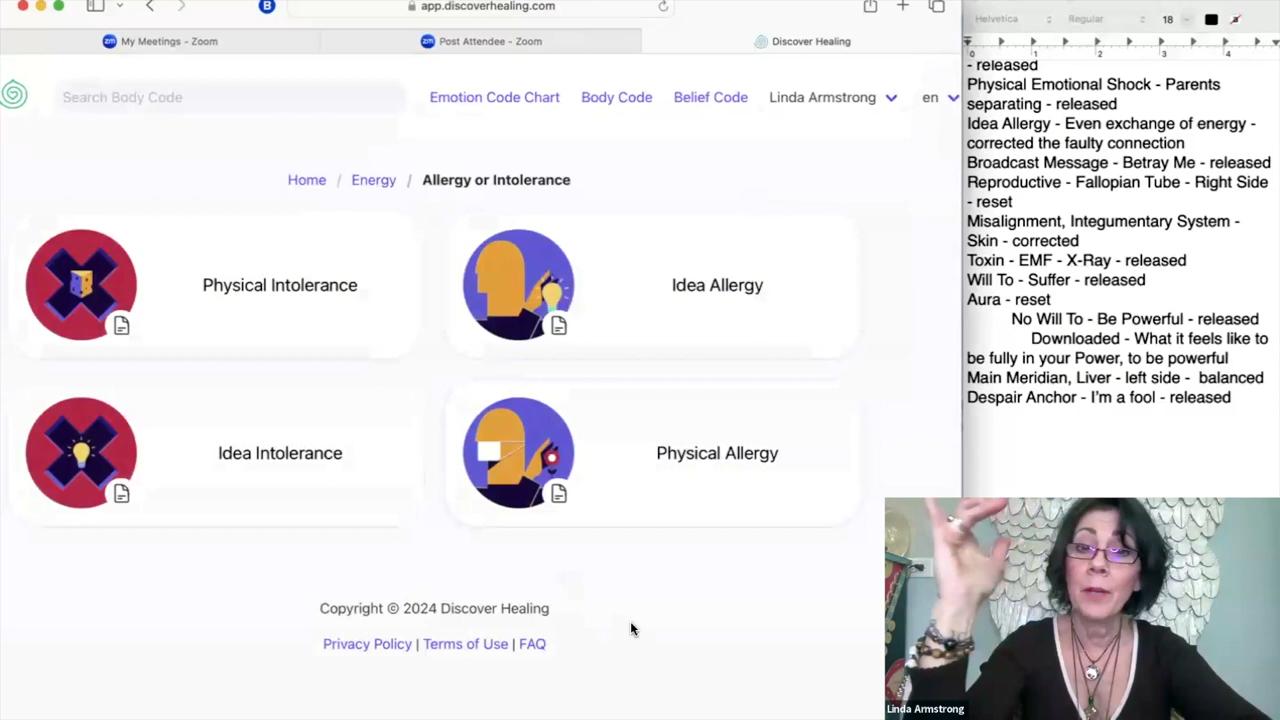 app.discoverhealing.com
My Meetings - Zoom
Post Attendee - Zoom
Discover Healing
Search Body Code
Emotion Code Chart
Body Code
Belief Code
Linda Armstrong
en
Home / Energy / Allergy or Intolerance
Physical Intolerance
Idea Allergy
Idea Intolerance
Physical Allergy
Copyright © 2024 Discover Healing
Privacy Policy | Terms of Use | FAQ
Helvetica
Regular
18
0 1 2 3 4
- released
Physical Emotional Shock - Parents
separating - released
Idea Allergy - Even exchange of energy -
corrected the faulty connection
Broadcast Message - Betray Me - released
Reproductive - Fallopian Tube - Right Side
- reset
Misalignment, Integumentary System -
Skin - corrected
Toxin - EMF - X-Ray - released
Will To - Suffer - released
Aura - reset
No Will To - Be Powerful - released
Downloaded - What it feels like to
be fully in your Power, to be powerful
Main Meridian, Liver - left side - balanced
Despair Anchor - I'm a fool - released
Linda Armstrong